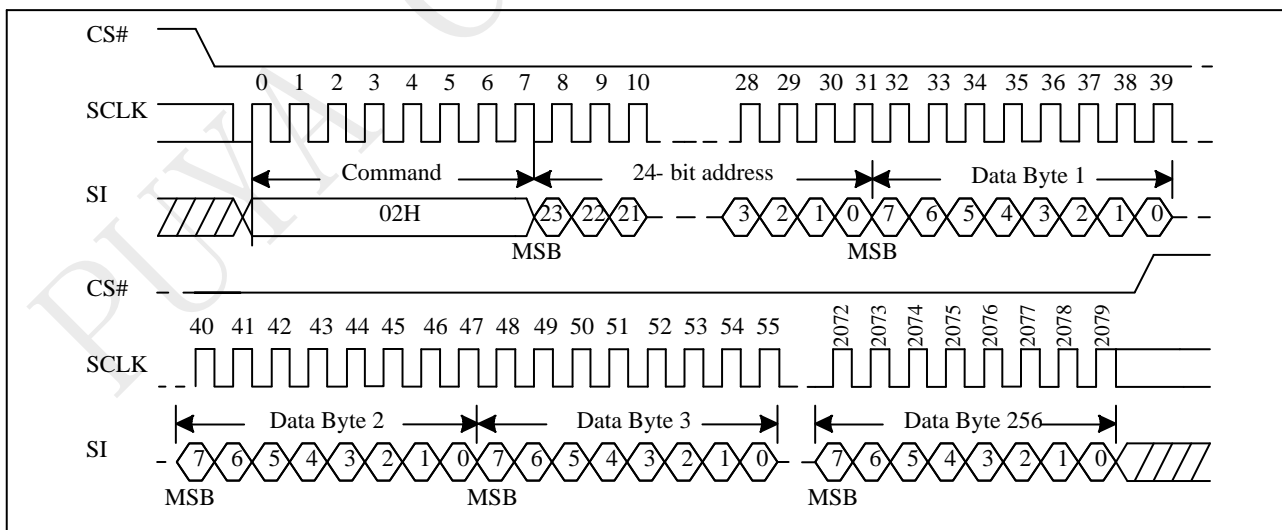 CS#
0 1 2 3 4 5 6 7 8 9 10 28 29 30 31 32 33 34 35 36 37 38 39
SCLK
Command 24- bit address Data Byte 1
SI
02H 23 22 21 3 2 1 0 7 6 5 4 3 2 1 0
MSB MSB
CS#
40 41 42 43 44 45 46 47 48 49 50 51 52 53 54 55 2072 2073 2074 2075 2076 2077 2078 2079
SCLK
Data Byte 2 Data Byte 3 Data Byte 256
SI
7 6 5 4 3 2 1 0 7 6 5 4 3 2 1 0 7 6 5 4 3 2 1 0
MSB MSB MSB
PUYA